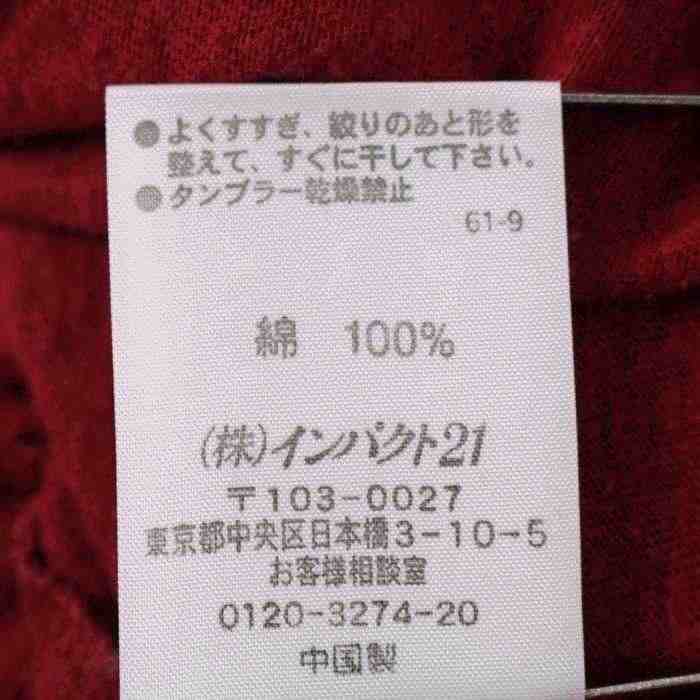 ●よくすすぎ、絞りのあと形を
整えて、すぐに干して下さい。
●タンブラー乾燥禁止
61-9
綿 100%
(株)インパクト21
〒103-0027
東京都中央区日本橋3-10-5
お客様相談室
0120-3274-20
中国製